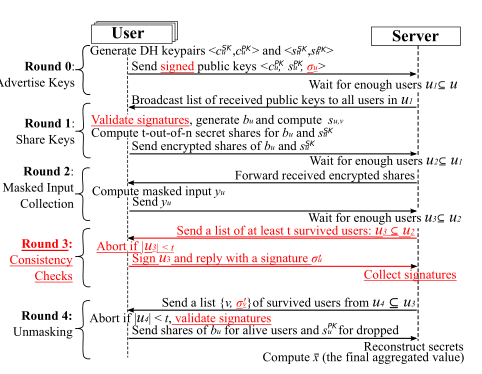 User Server
Generate DH keypairs <c_u^SK, c_u^PK> and <s_u^SK, s_u^PK>
Round 0:
Advertise Keys
Send signed public keys <c_u^PK, s_u^PK, σ_u>
Wait for enough users u₁⊆ u
Broadcast list of received public keys to all users in u₁
Round 1:
Share Keys
Validate signatures, generate b_u and compute s_u,v
Compute t-out-of-n secret shares for b_u and s_u^SK
Send encrypted shares of b_u and s_u^SK
Wait for enough users u₂⊆ u₁
Round 2:
Masked Input
Collection
Forward received encrypted shares
Compute masked input y_u
Send y_u
Wait for enough users u₃⊆ u₂
Round 3:
Consistency
Checks
Send a list of at least t survived users: u₃ ⊆ u₂
Abort if |u₃| < t
Sign u₃ and reply with a signature σ'_u
Collect signatures
Round 4:
Unmasking
Send a list {v, σ'_v}of survived users from u₄ ⊆ u₃
Abort if |u₄| < t, validate signatures
Send shares of b_u for alive users and s_u^PK for dropped
Reconstruct secrets
Compute x̄ (the final aggregated value)